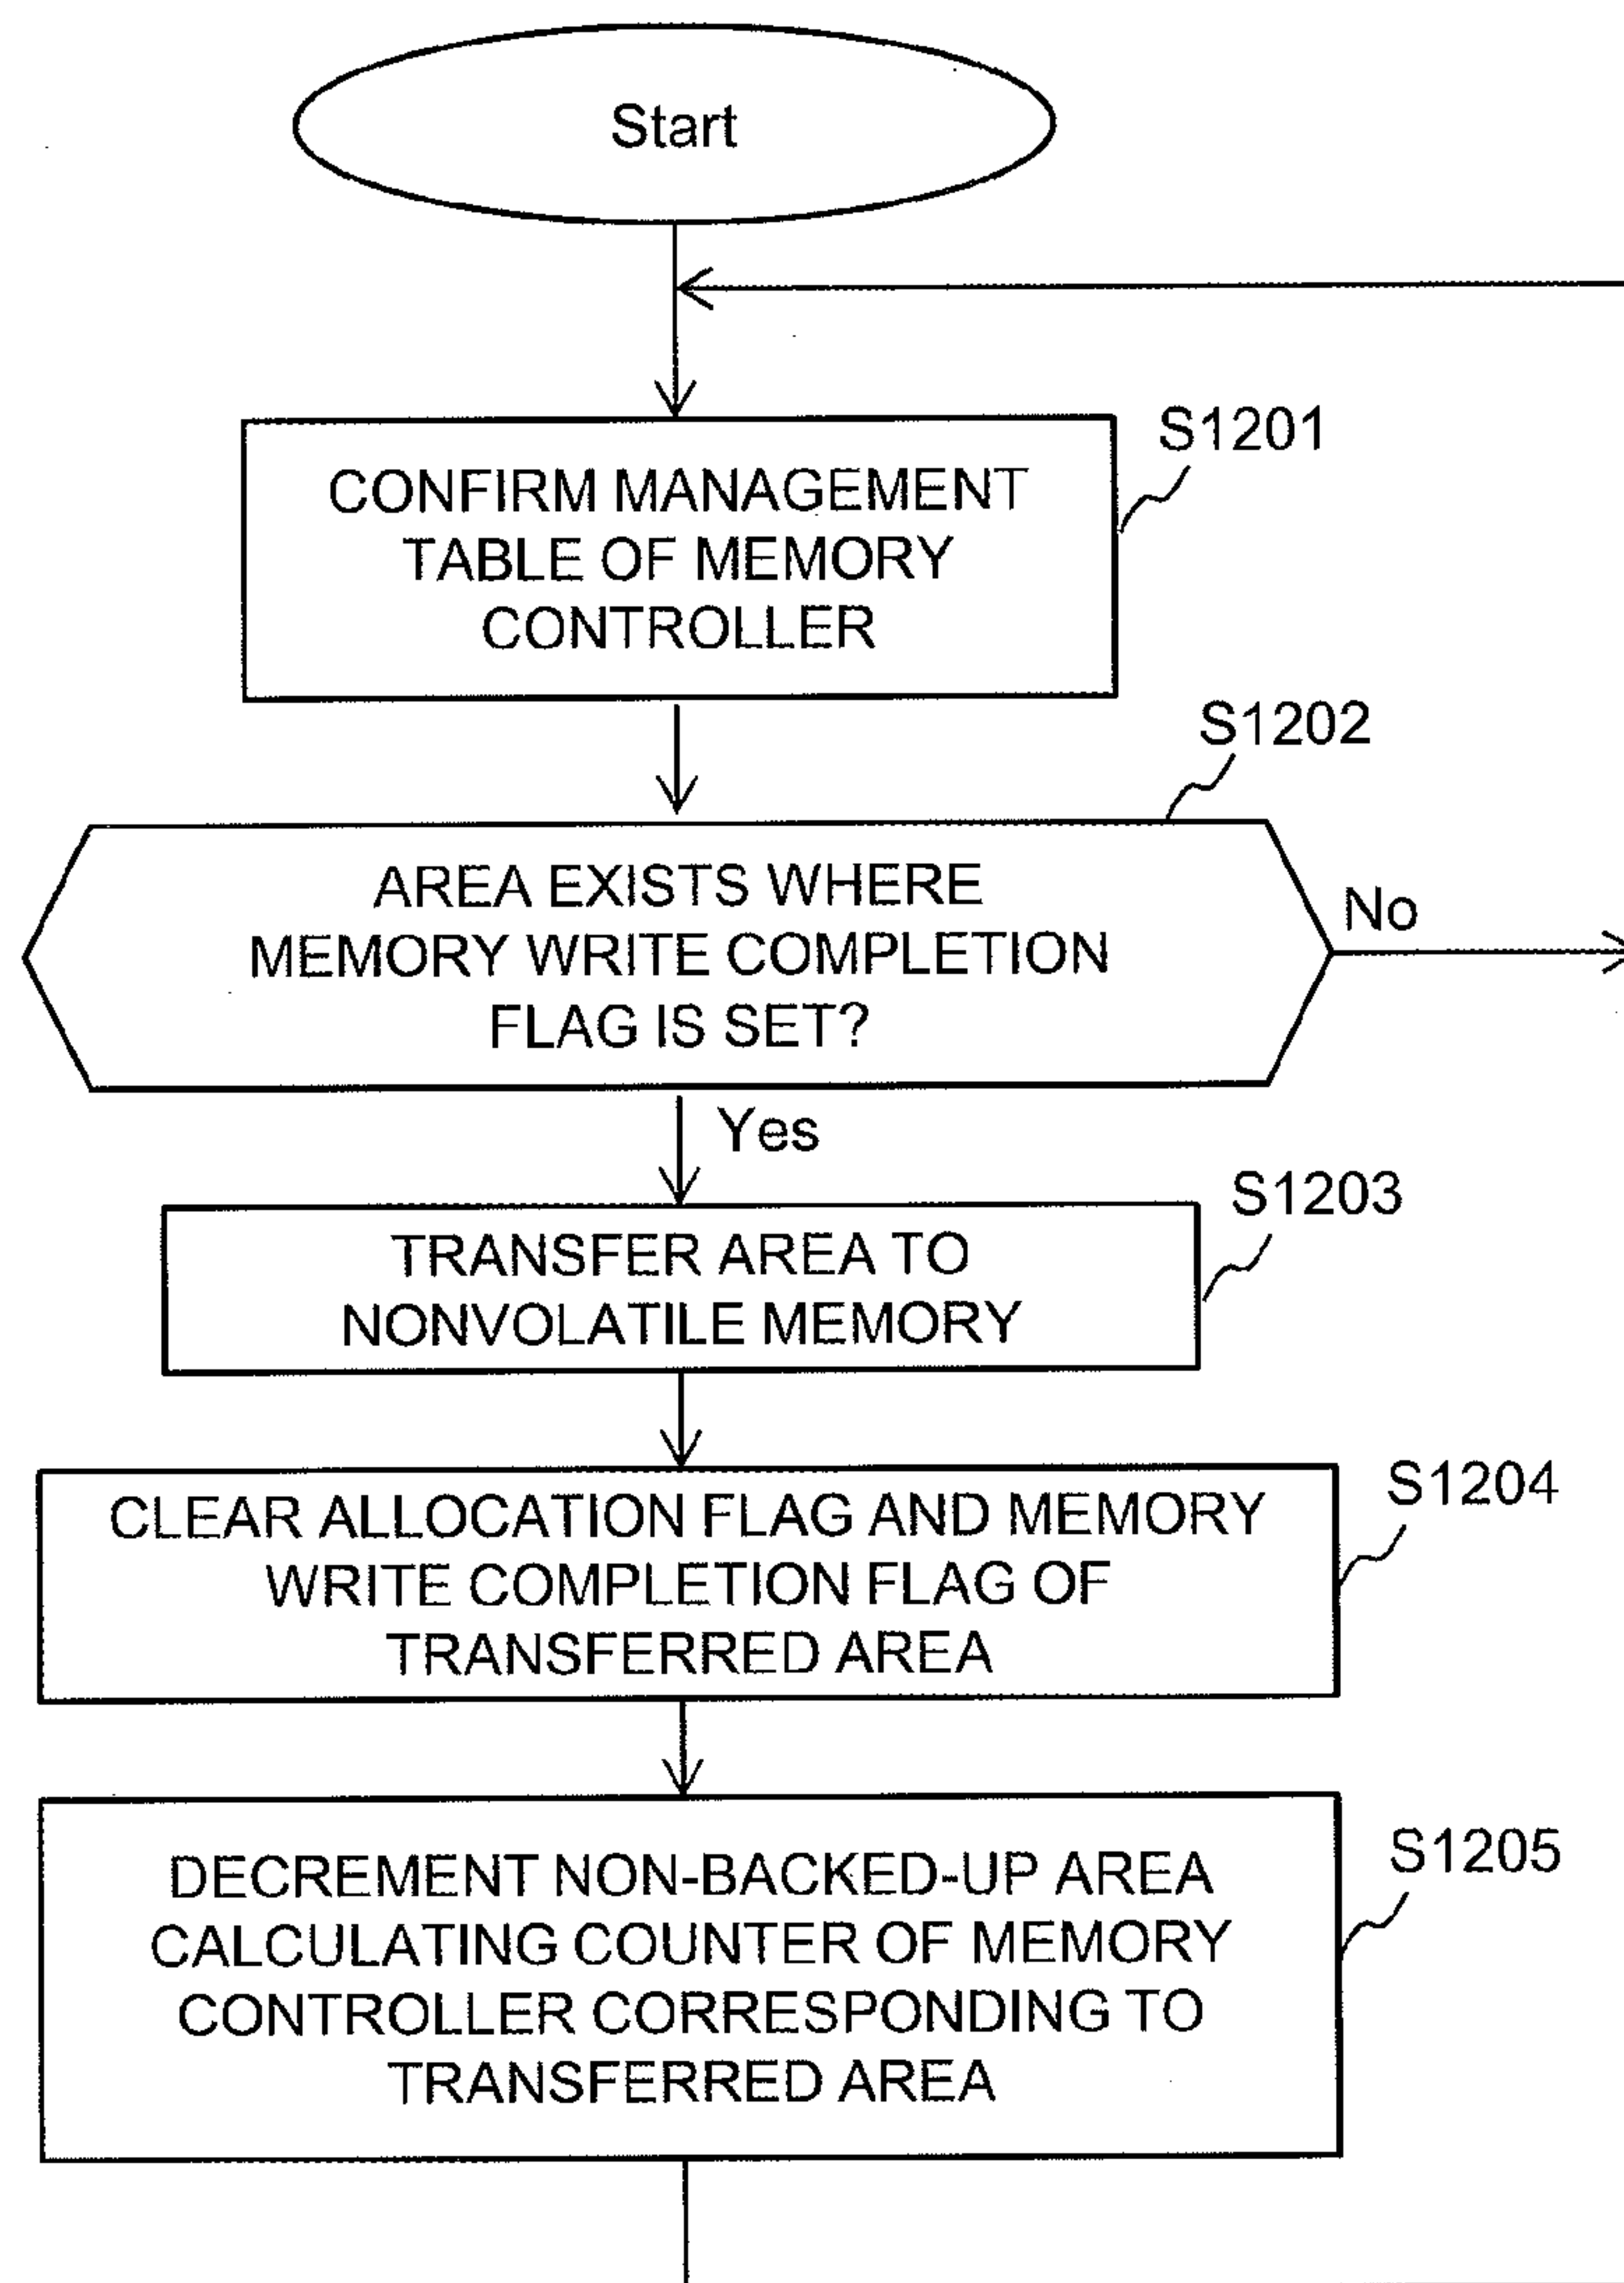 Start
S1201
CONFIRM MANAGEMENT
TABLE OF MEMORY
CONTROLLER
S1202
AREA EXISTS WHERE
MEMORY WRITE COMPLETION
FLAG IS SET?
No
Yes
S1203
TRANSFER AREA TO
NONVOLATILE MEMORY
S1204
CLEAR ALLOCATION FLAG AND MEMORY
WRITE COMPLETION FLAG OF
TRANSFERRED AREA
S1205
DECREMENT NON-BACKED-UP AREA
CALCULATING COUNTER OF MEMORY
CONTROLLER CORRESPONDING TO
TRANSFERRED AREA